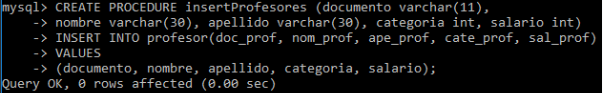 mysql> CREATE PROCEDURE insertProfesores (documento varchar(11),
-> nombre varchar(30), apellido varchar(30), categoria int, salario int)
-> INSERT INTO profesor(doc_prof, nom_prof, ape_prof, cate_prof, sal_prof)
-> VALUES
-> (documento, nombre, apellido, categoria, salario);
Query OK, 0 rows affected (0.00 sec)